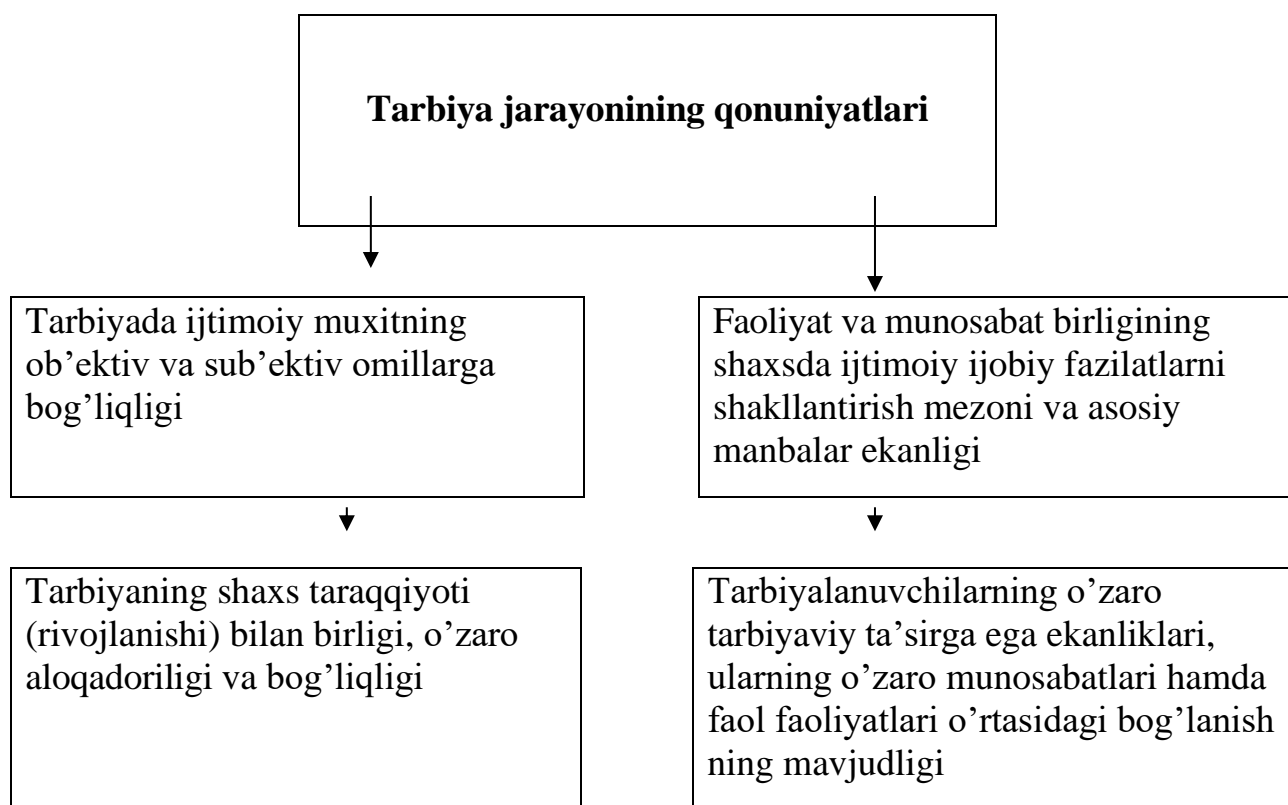 Tarbiya jarayonining qonuniyatlari
Tarbiyada ijtimoiy muxitning
ob’ektiv va sub’ektiv omillarga
bog’liqligi
Faoliyat va munosabat birligining
shaxsda ijtimoiy ijobiy fazilatlarni
shakllantirish mezoni va asosiy
manbalar ekanligi
Tarbiyaning shaxs taraqqiyoti
(rivojlanishi) bilan birligi, o’zaro
aloqadoriligi va bog’liqligi
Tarbiyalanuvchilarning o’zaro
tarbiyaviy ta’sirga ega ekanliklari,
ularning o’zaro munosabatlari hamda
faol faoliyatlari o’rtasidagi bog’lanish
ning mavjudligi